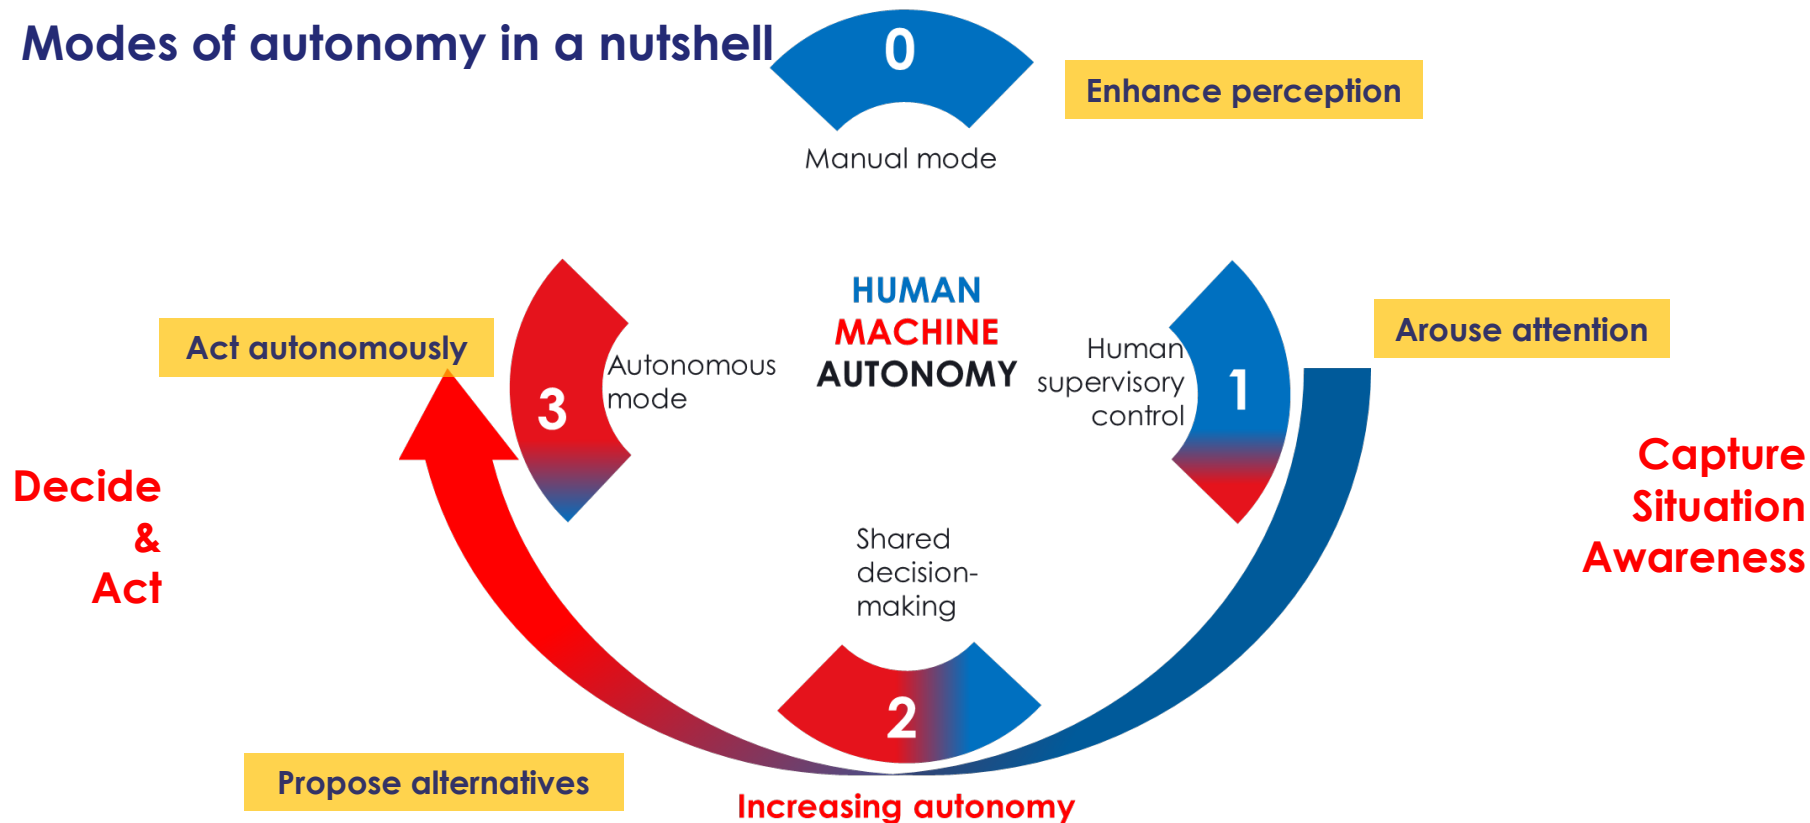 Modes of autonomy in a nutshell
0
Enhance perception
Manual mode
HUMAN
MACHINE
AUTONOMY
Arouse attention
Human
supervisory
control
1
Capture
Situation
Awareness
Act autonomously
Autonomous
mode
3
Decide
&
Act
Shared
decision-
making
2
Propose alternatives
Increasing autonomy